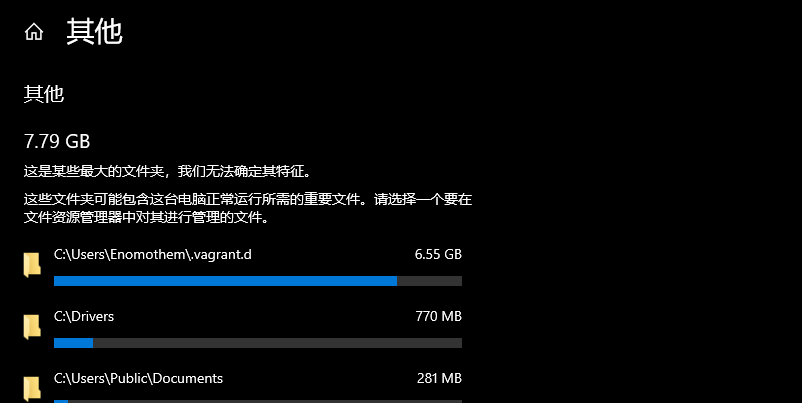 其他
其他
7.79 GB
这是某些最大的文件夹，我们无法确定其特征。
这些文件夹可能包含这台电脑正常运行所需的重要文件。请选择一个要在
文件资源管理器中对其进行管理的文件。
C:\Users\Enomothem\.vagrant.d 6.55 GB
C:\Drivers 770 MB
C:\Users\Public\Documents 281 MB